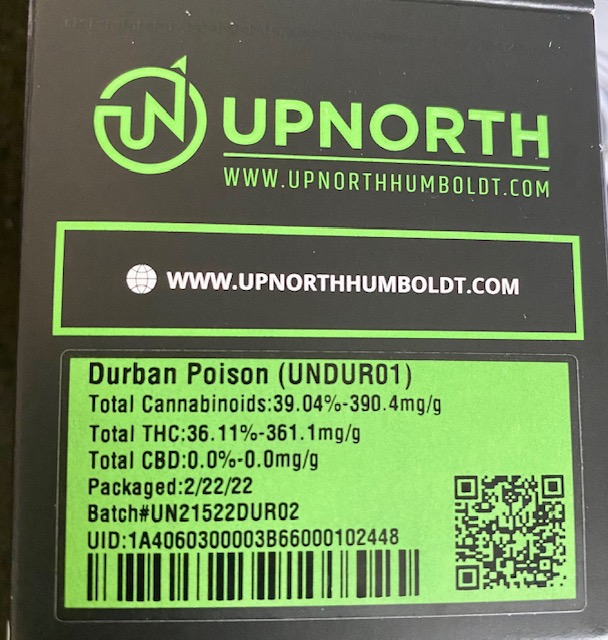 UN UPNORTH
WWW.UPNORTHHUMBOLDT.COM
WWW.UPNORTHHUMBOLDT.COM
Durban Poison (UNDUR01)
Total Cannabinoids:39.04%-390.4mg/g
Total THC:36.11%-361.1mg/g
Total CBD:0.0%-0.0mg/g
Packaged:2/22/22
Batch#UN21522DUR02
UID:1A4060300003B66000102448